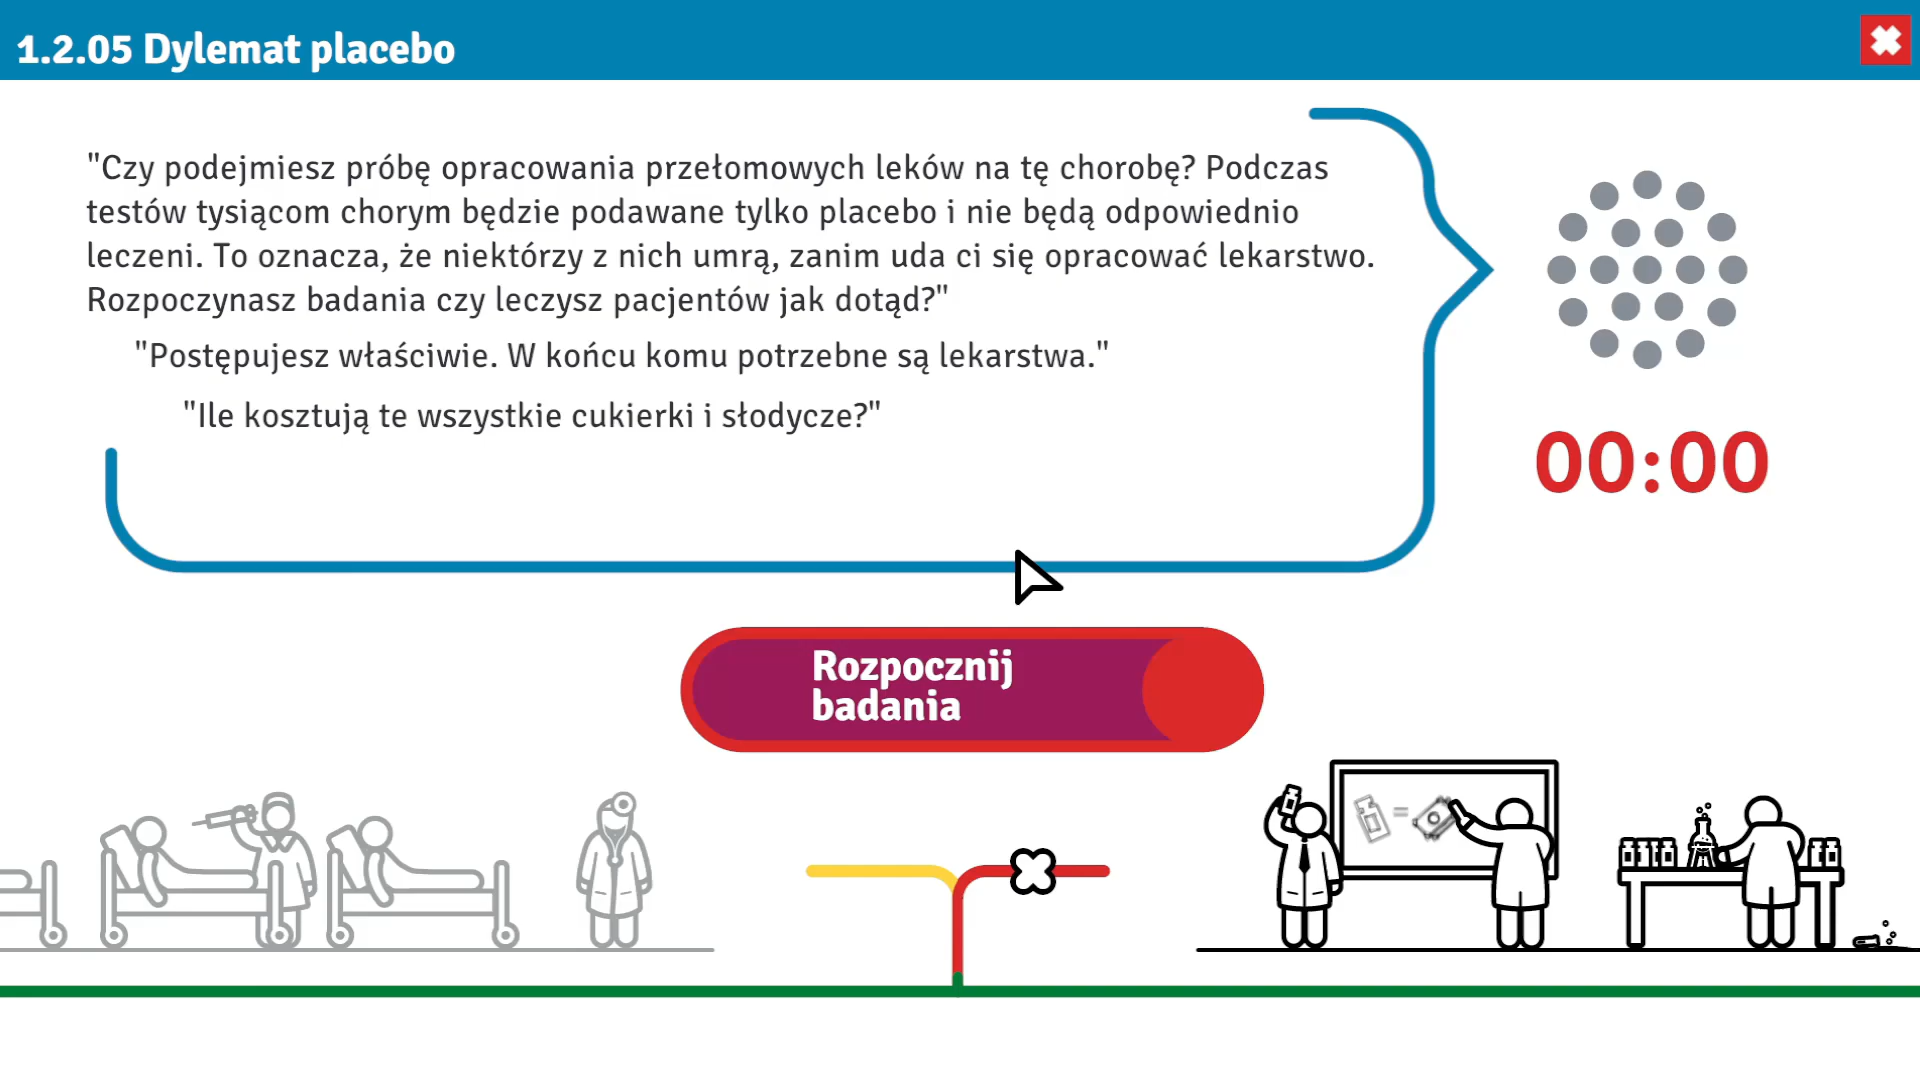 1.2.05 Dylemat placebo
"Czy podejmiesz próbę opracowania przełomowych leków na tę chorobę? Podczas
testów tysiącom chorym będzie podawane tylko placebo i nie będą odpowiednio
leczeni. To oznacza, że niektórzy z nich umrą, zanim uda ci się opracować lekarstwo.
Rozpoczynasz badania czy leczysz pacjentów jak dotąd?"
"Postępujesz właściwie. W końcu komu potrzebne są lekarstwa."
"Ile kosztują te wszystkie cukierki i słodycze?"
00:00
Rozpocznij
badania
=